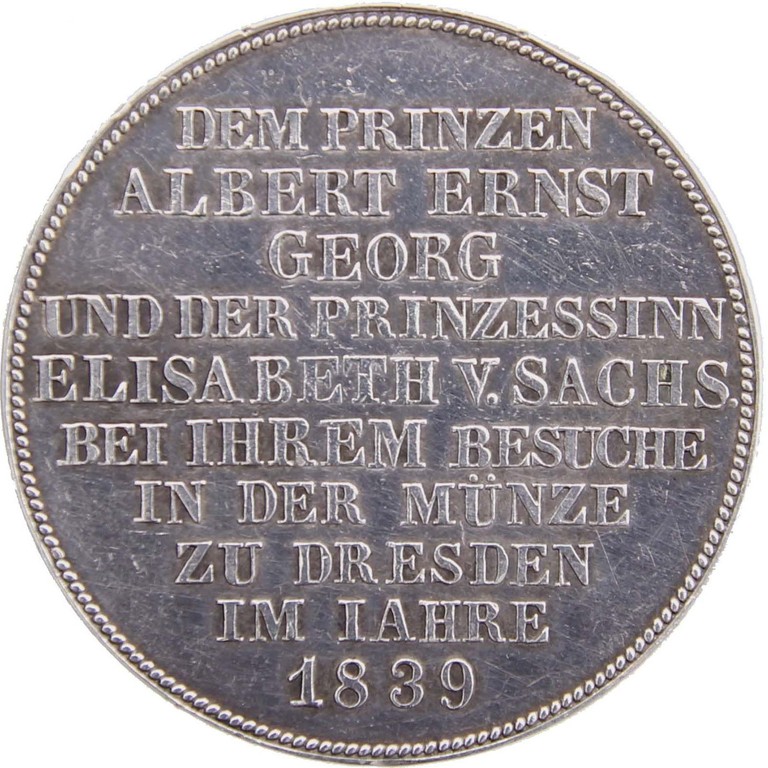 DEM PRINZEN
ALBERT ERNST
GEORG
UND DER PRINZESSINN
ELISABETH V. SACHS.
BEI IHREM BESUCHE
IN DER MÜNZE
ZU DRESDEN
IM IAHRE
1839